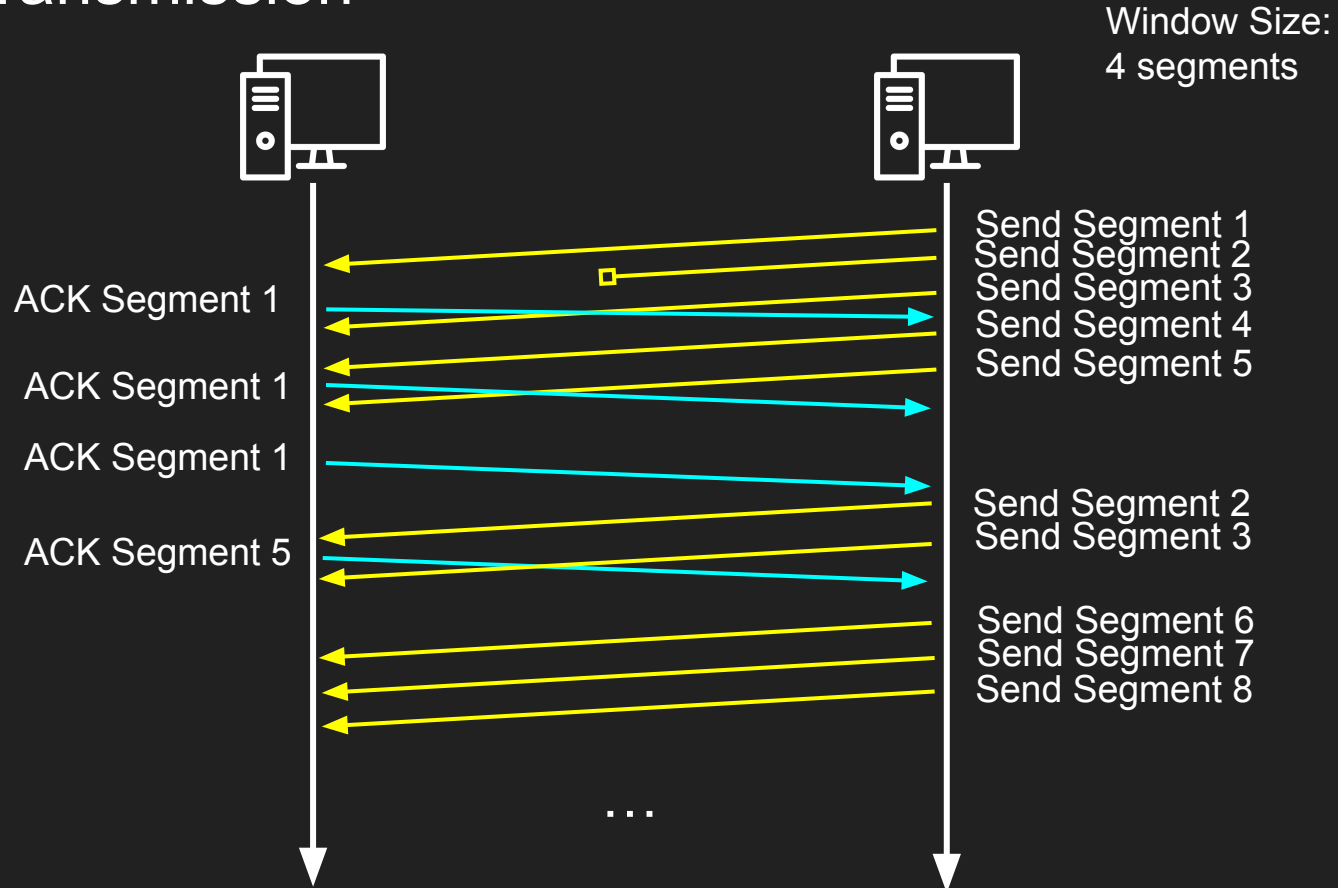 Window Size:
4 segments
Send Segment 1
Send Segment 2
Send Segment 3
ACK Segment 1
Send Segment 4
Send Segment 5
ACK Segment 1
ACK Segment 1
Send Segment 2
Send Segment 3
ACK Segment 5
Send Segment 6
Send Segment 7
Send Segment 8
…